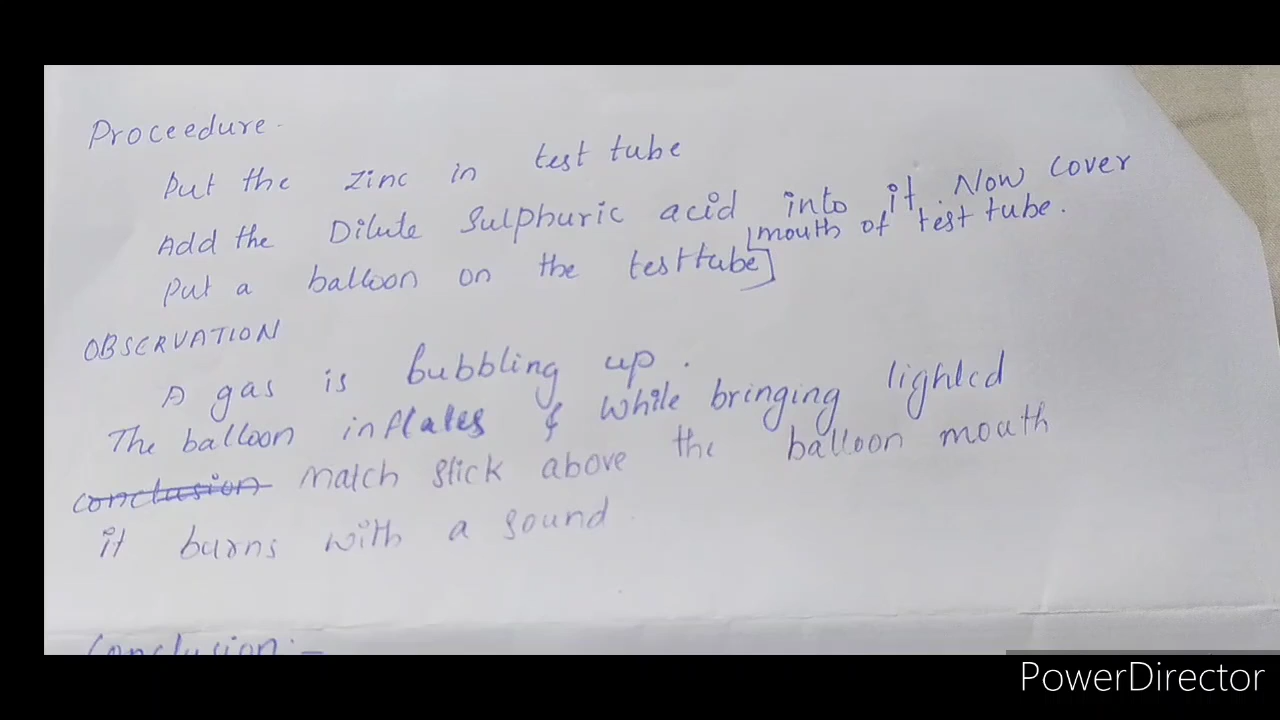 Proceedure.
Put the zinc in test tube
Add the Dilute Sulphuric acid into it. Now cover
mouth of test tube.
Put a balloon on the testtube
OBSERVATION
A gas is bubbling up.
The balloon inflates & while bringing lighted
conclusion match stick above the balloon mouth
it burns with a sound
Conclusion:-
PowerDirector